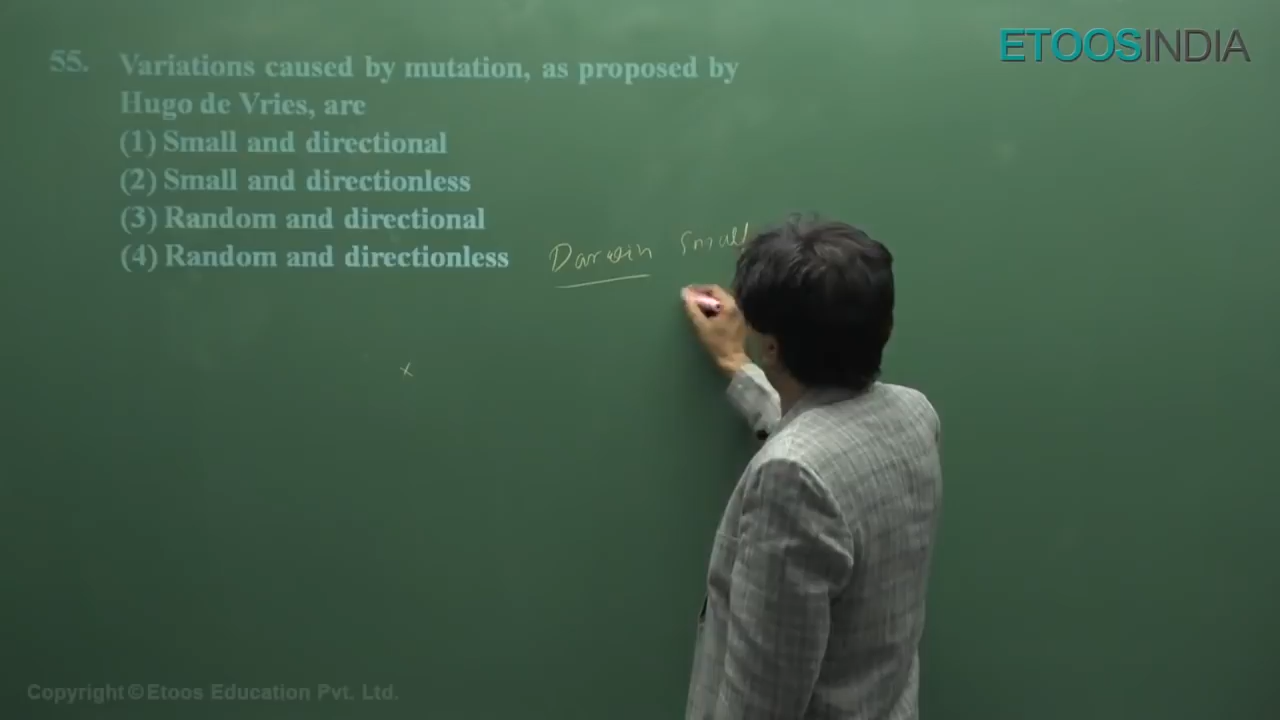 ETOOSINDIA
55. Variations caused by mutation, as proposed by
Hugo de Vries, are
(1) Small and directional
(2) Small and directionless
(3) Random and directional
(4) Random and directionless
Darwin Small
Copyright © Etoos Education Pvt. Ltd.